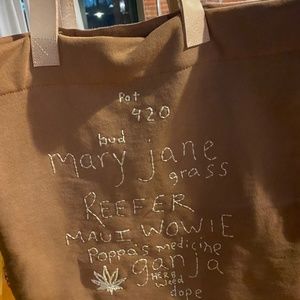 Pot
420
bud
mary jane
grass
REEFER
MAUI WOWIE
Poppa's medicine
ganja
HERB
weed
dope